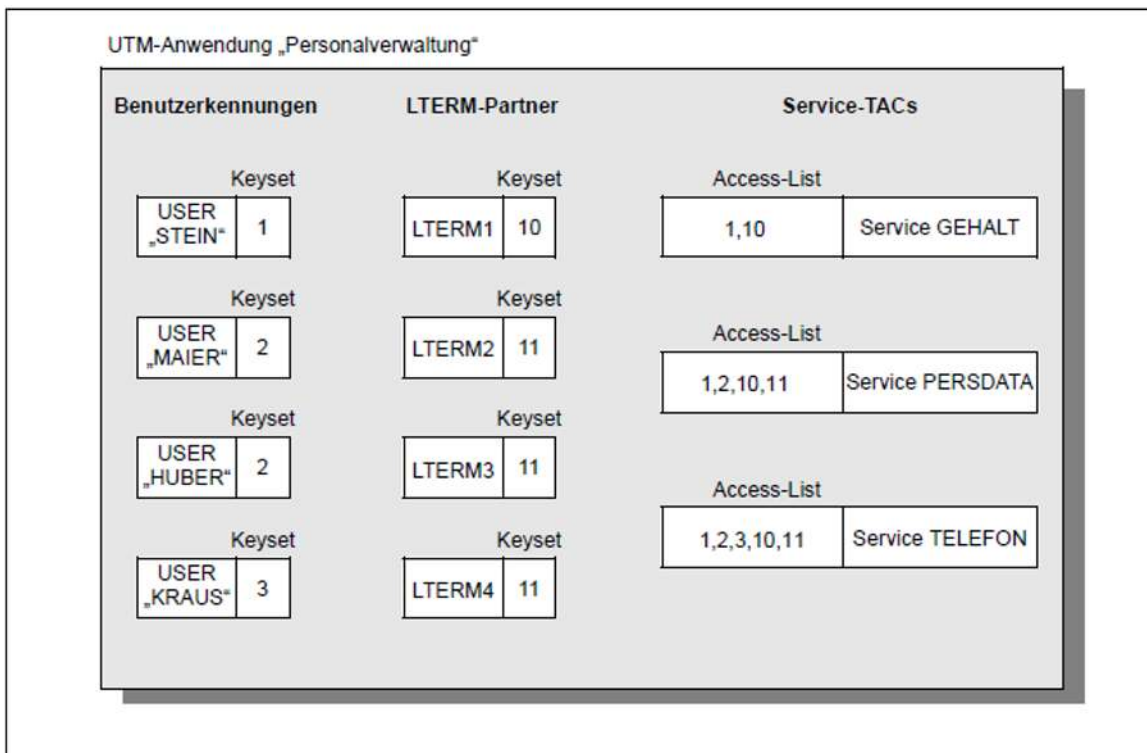 UTM-Anwendung „Personalverwaltung“
Benutzerkennungen
LTERM-Partner
Service-TACs
Keyset
USER
„STEIN“
1
Keyset
LTERM1
10
Access-List
1,10
Service GEHALT
Keyset
USER
„MAIER“
2
Keyset
LTERM2
11
Access-List
1,2,10,11
Service PERSDATA
Keyset
USER
„HUBER“
2
Keyset
LTERM3
11
Access-List
1,2,3,10,11
Service TELEFON
Keyset
USER
„KRAUS“
3
Keyset
LTERM4
11